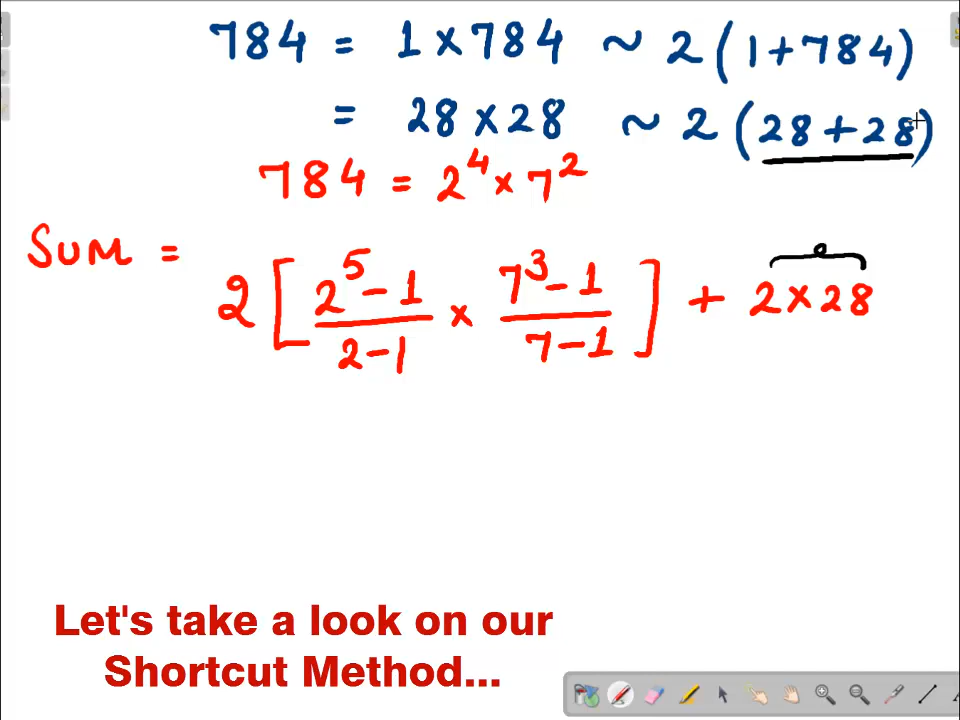 784 = 1 × 784 ~ 2 (1 + 784)
= 28 × 28 ~ 2 (28 + 28)
784 = 2⁴ × 7²
SUM =
2 [ (2⁵ - 1)/(2 - 1) × (7³ - 1)/(7 - 1) ] + 2 × 28
Let's take a look on our
Shortcut Method...